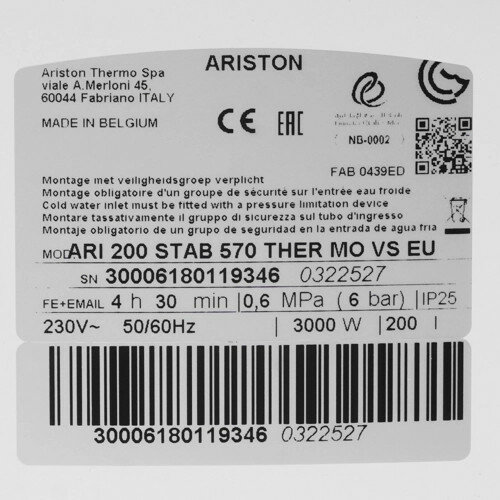 ARISTON
Ariston Thermo Spa
viale A.Merloni 45,
60044 Fabriano ITALY
MADE IN BELGIUM
CE EAC
NB-0002
FAB 0439ED
Montage met veiligheidsgroep verplicht
Montage obligatoire d'un groupe de sécurité sur l'entrée eau froide
Cold water inlet must be fitted with a pressure limitation device
Montare tassativamente il gruppo di sicurezza sul tubo d'ingresso
Montaje obligatorio del grupo de seguridad en la entrada de agua fria
MOD ARI 200 STAB 570 THER MO VS EU
SN 30006180119346 0322527
FE+EMAIL 4 h 30 min 0,6 MPa (6 bar) IP25
230V~ 50/60Hz 3000 W 200 l
30006180119346 0322527